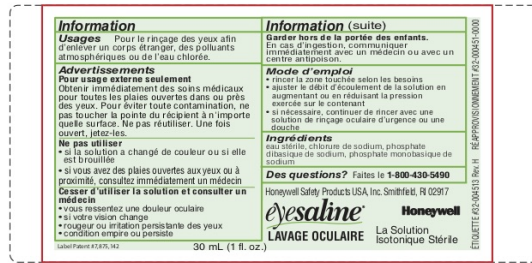 Information
Usages Pour le rinçage des yeux afin
d'enlever un corps étranger, des polluants
atmosphériques ou de l'eau chlorée.
Advertissements
Pour usage externe seulement
Obtenir immédiatement des soins médicaux
pour toutes les plaies ouvertes dans ou près
des yeux. Pour éviter toute contamination, ne
pas toucher la pointe du récipient à n'importe
quelle surface. Ne pas réutiliser. Une fois
ouvert, jetez-les.
Ne pas utiliser
• si la solution a changé de couleur ou si elle
est brouillée
• si vous avez des plaies ouvertes aux yeux ou à
proximité, consultez immédiatement un médecin
Cesser d'utiliser la solution et consulter un
médecin
• vous ressentez une douleur oculaire
• si votre vision change
• rougeur ou irritation persistante des yeux
• condition empire ou persiste
Label Patent #7,875,142
30 mL (1 fl. oz.)
Information (suite)
Garder hors de la portée des enfants.
En cas d'ingestion, communiquer
immédiatement avec un médecin ou avec un
centre antipoison.
Mode d'emploi
• rincer la zone touchée selon les besoins
• ajuster le débit d'écoulement de la solution en
augmentant ou en réduisant la pression
exercée sur le contenant
• si nécessaire, continuer de rincer avec une
solution de rinçage oculaire d'urgence ou une
douche
Ingrédients
eau stérile, chlorure de sodium, phosphate
dibasique de sodium, phosphate monobasique de
sodium
Des questions? Faites le 1-800-430-5490
Honeywell Safety Products USA, Inc. Smithfield, RI 02917
eyesaline®
LAVAGE OCULAIRE
Honeywell
La Solution
Isotonique Stérile
ÉTIQUETTE #32-004513 Rev. H RÉAPPROVISIONNEMENT #32-000451-0000